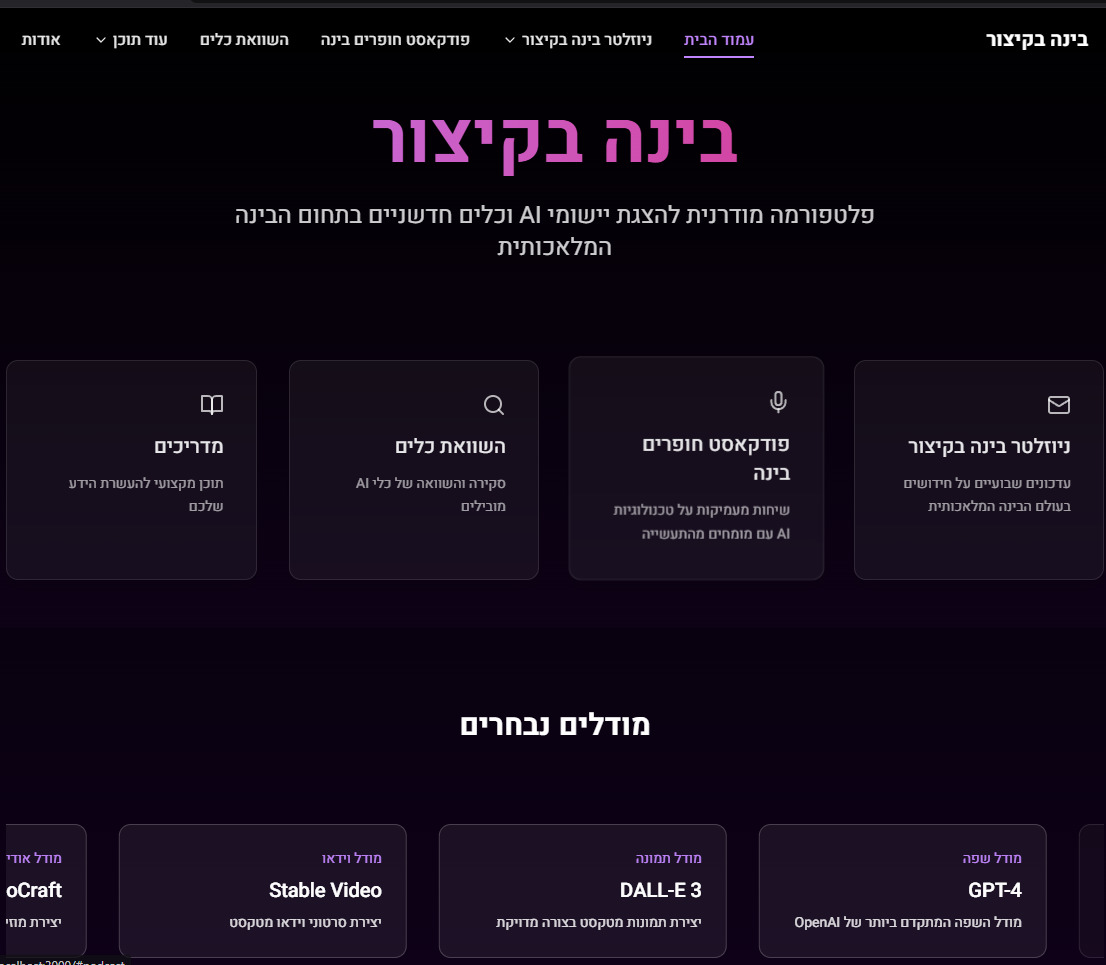 בינה בקיצור
עמוד הבית
ניוזלטר בינה בקיצור
פודקאסט חופרים בינה
השוואת כלים
עוד תוכן
אודות
בינה בקיצור
פלטפורמה מודרנית להצגת יישומי AI וכלים חדשניים בתחום הבינה
המלאכותית
ניוזלטר בינה בקיצור
עדכונים שבועיים על חידושים
בעולם הבינה המלאכותית
פודקאסט חופרים
בינה
שיחות מעמיקות על טכנולוגיות
AI עם מומחים מהתעשייה
השוואת כלים
סקירה והשוואה של כלי AI
מובילים
מדריכים
תוכן מקצועי להעשרת הידע
שלכם
מודלים נבחרים
מודל שפה
GPT-4
מודל השפה המתקדם ביותר של OpenAI
מודל תמונה
DALL-E 3
יצירת תמונות מטקסט בצורה מדויקת
מודל וידאו
Stable Video
יצירת סרטוני וידאו מטקסט
מודל אודי
oCraft
יצירת מוזי